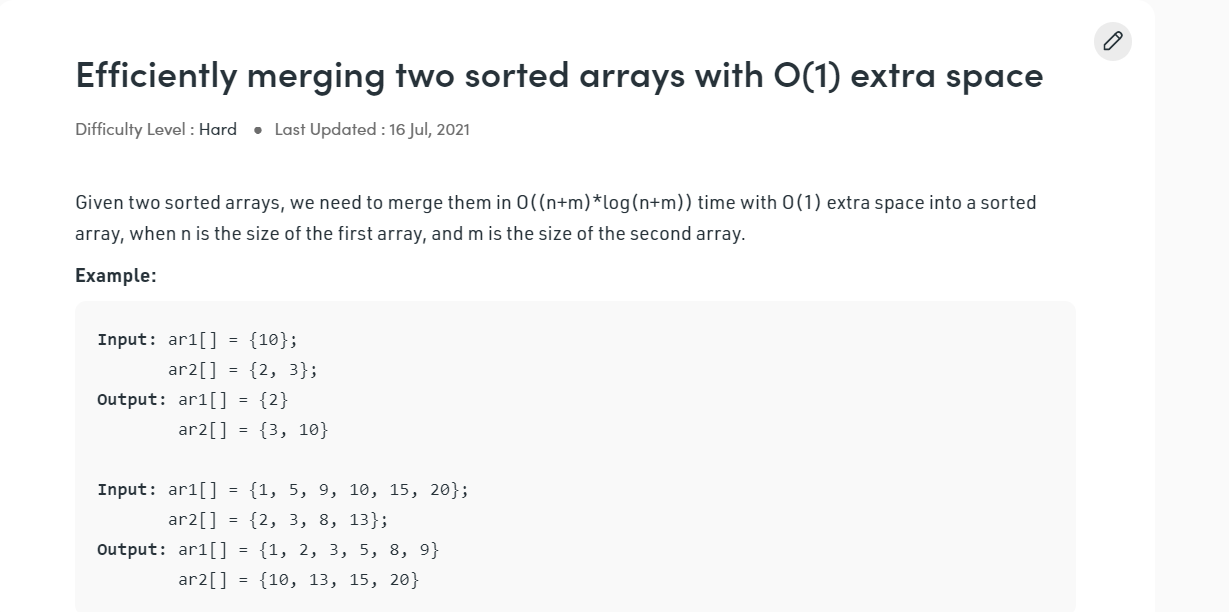 Efficiently merging two sorted arrays with O(1) extra space
Difficulty Level : Hard ● Last Updated : 16 Jul, 2021
Given two sorted arrays, we need to merge them in O((n+m)*log(n+m)) time with O(1) extra space into a sorted
array, when n is the size of the first array, and m is the size of the second array.
Example:
Input: ar1[] = {10};
       ar2[] = {2, 3};
Output: ar1[] = {2}
        ar2[] = {3, 10}
Input: ar1[] = {1, 5, 9, 10, 15, 20};
       ar2[] = {2, 3, 8, 13};
Output: ar1[] = {1, 2, 3, 5, 8, 9}
        ar2[] = {10, 13, 15, 20}